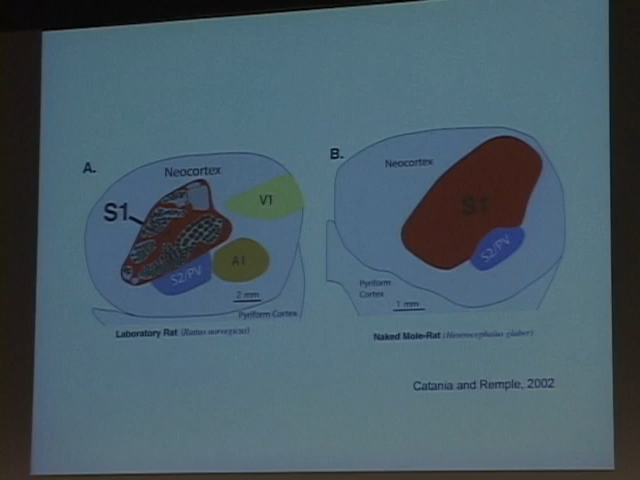 A.
Neocortex
S1
V1
S2/PV
A1
2 mm
Pyriform Cortex
Laboratory Rat (Rattus norvegicus)
B.
Neocortex
S1
S2/PV
Pyriform
Cortex
1 mm
Naked Mole-Rat (Heterocephalus glaber)
Catania and Remple, 2002